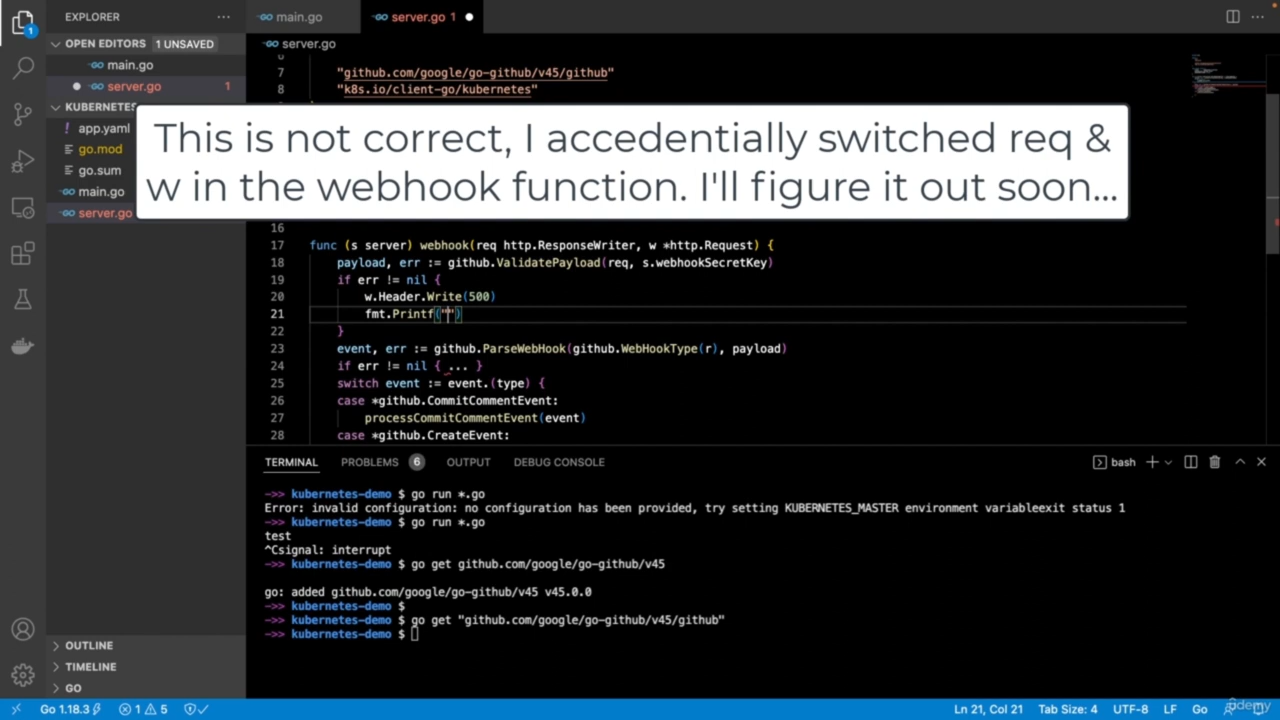 EXPLORER
main.go
server.go 1
OPEN EDITORS 1 UNSAVED
main.go
server.go 1
server.go
KUBERNETES
app.yaml
go.mod
go.sum
main.go
server.go
1
This is not correct, I accedentially switched req &
w in the webhook function. I'll figure it out soon...
7 "github.com/google/go-github/v45/github"
8 "k8s.io/client-go/kubernetes"
16
17 func (s server) webhook(req http.ResponseWriter, w *http.Request) {
18 payload, err := github.ValidatePayload(req, s.webhookSecretKey)
19 if err != nil {
20 w.Header.Write(500)
21 fmt.Printf("")
22 }
23 event, err := github.ParseWebHook(github.WebHookType(r), payload)
24 if err != nil { ... }
25 switch event := event.(type) {
26 case *github.CommitCommentEvent:
27 processCommitCommentEvent(event)
28 case *github.CreateEvent:
TERMINAL PROBLEMS 6 OUTPUT DEBUG CONSOLE
bash
->> kubernetes-demo $ go run *.go
Error: invalid configuration: no configuration has been provided, try setting KUBERNETES_MASTER environment variableexit status 1
->> kubernetes-demo $ go run *.go
test
^Csignal: interrupt
->> kubernetes-demo $ go get github.com/google/go-github/v45
go: added github.com/google/go-github/v45 v45.0.0
->> kubernetes-demo $
->> kubernetes-demo $ go get "github.com/google/go-github/v45/github"
->> kubernetes-demo $
OUTLINE
TIMELINE
GO
Go 1.18.3 1 5
Ln 21, Col 21 Tab Size: 4 UTF-8 LF Go
udemy